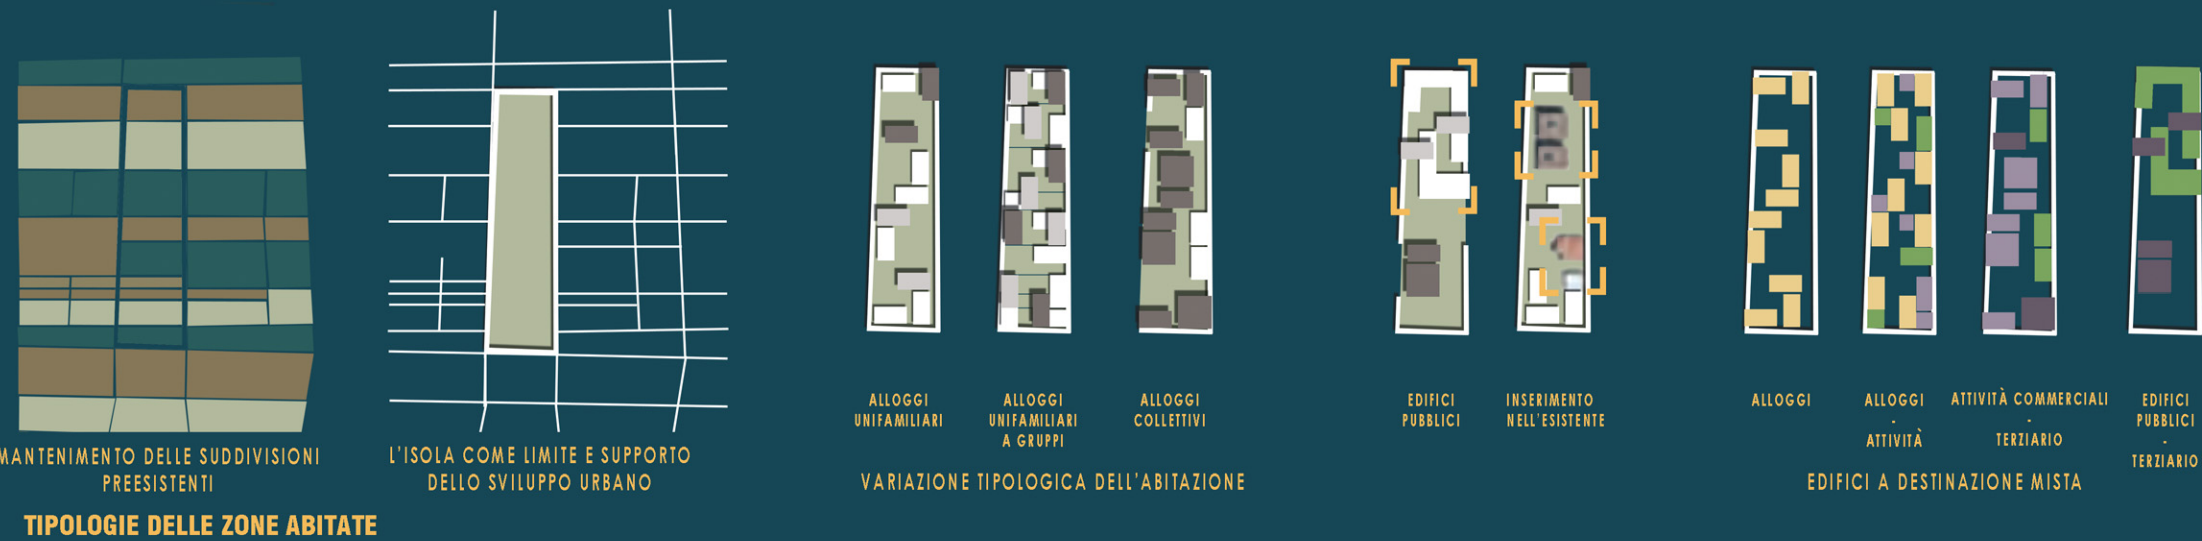 MANTENIMENTO DELLE SUDDIVISIONI
PREESISTENTI
L'ISOLA COME LIMITE E SUPPORTO
DELLO SVILUPPO URBANO
ALLOGGI
UNIFAMILIARI
ALLOGGI
UNIFAMILIARI
A GRUPPI
ALLOGGI
COLLETTIVI
VARIAZIONE TIPOLOGICA DELL'ABITAZIONE
EDIFICI
PUBBLICI
INSERIMENTO
NELL'ESISTENTE
ALLOGGI
ALLOGGI
-
ATTIVITÀ
ATTIVITÀ COMMERCIALI
-
TERZIARIO
EDIFICI
PUBBLICI
-
TERZIARIO
EDIFICI A DESTINAZIONE MISTA
TIPOLOGIE DELLE ZONE ABITATE